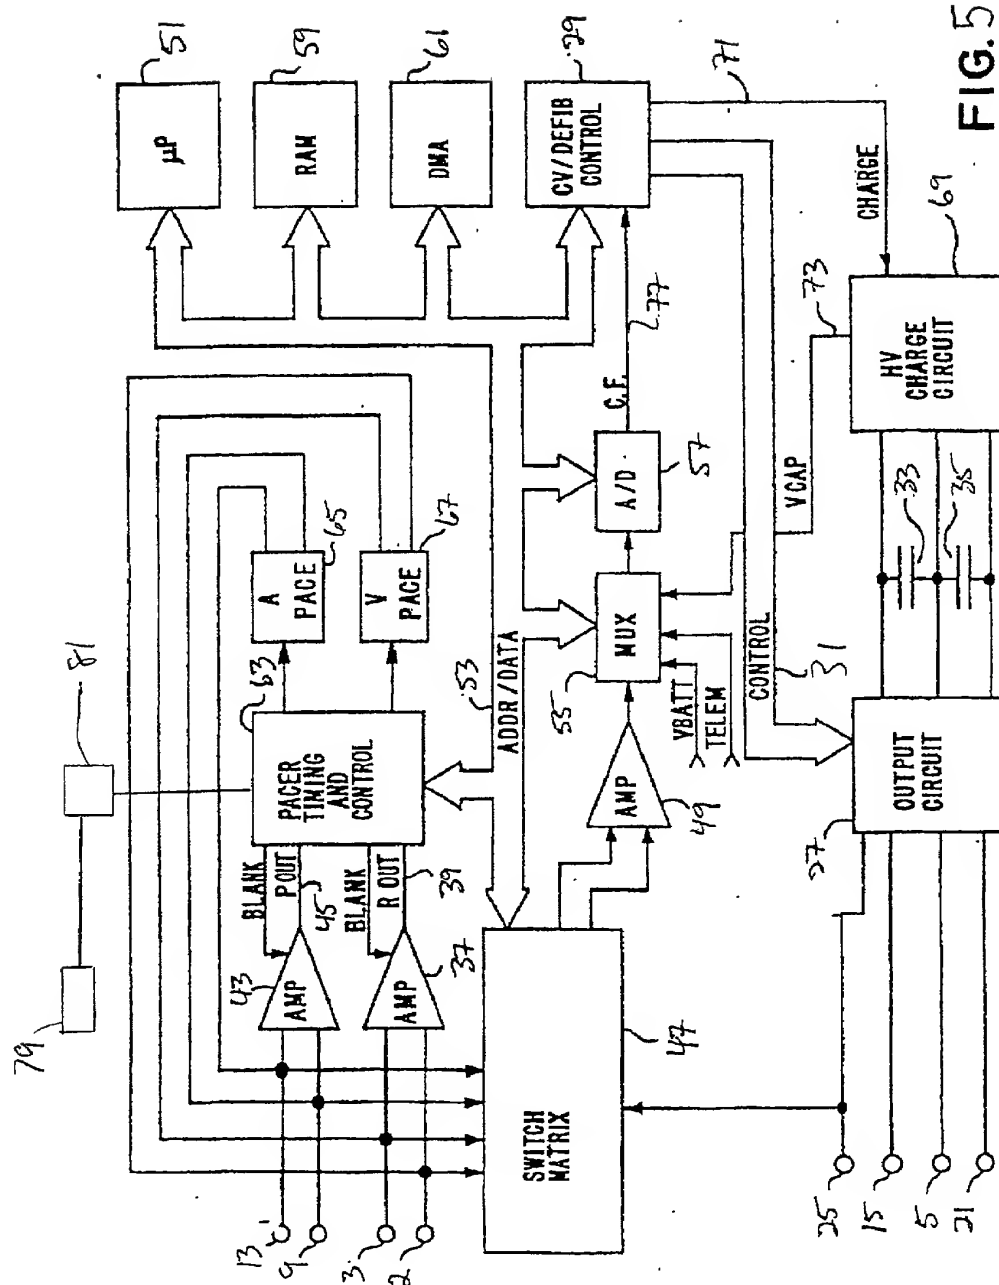 FIG. 5
79
81
13'
9
3
2
43
AMP
BLANK
P OUT
45
37
AMP
BLANK
R OUT
39
PACER
TIMING
AND
CONTROL
63
A
PACE
65
V
PACE
67
μP
51
RAM
59
DMA
61
CV/DEFIB
CONTROL
29
53
ADDR/DATA
SWITCH
MATRIX
47
AMP
49
MUX
55
A/D
57
C.F.
77
VBATT
TELEM
CONTROL
31
VCAP
73
71
CHARGE
HV
CHARGE
CIRCUIT
69
33
35
OUTPUT
CIRCUIT
27
25
15
5
21